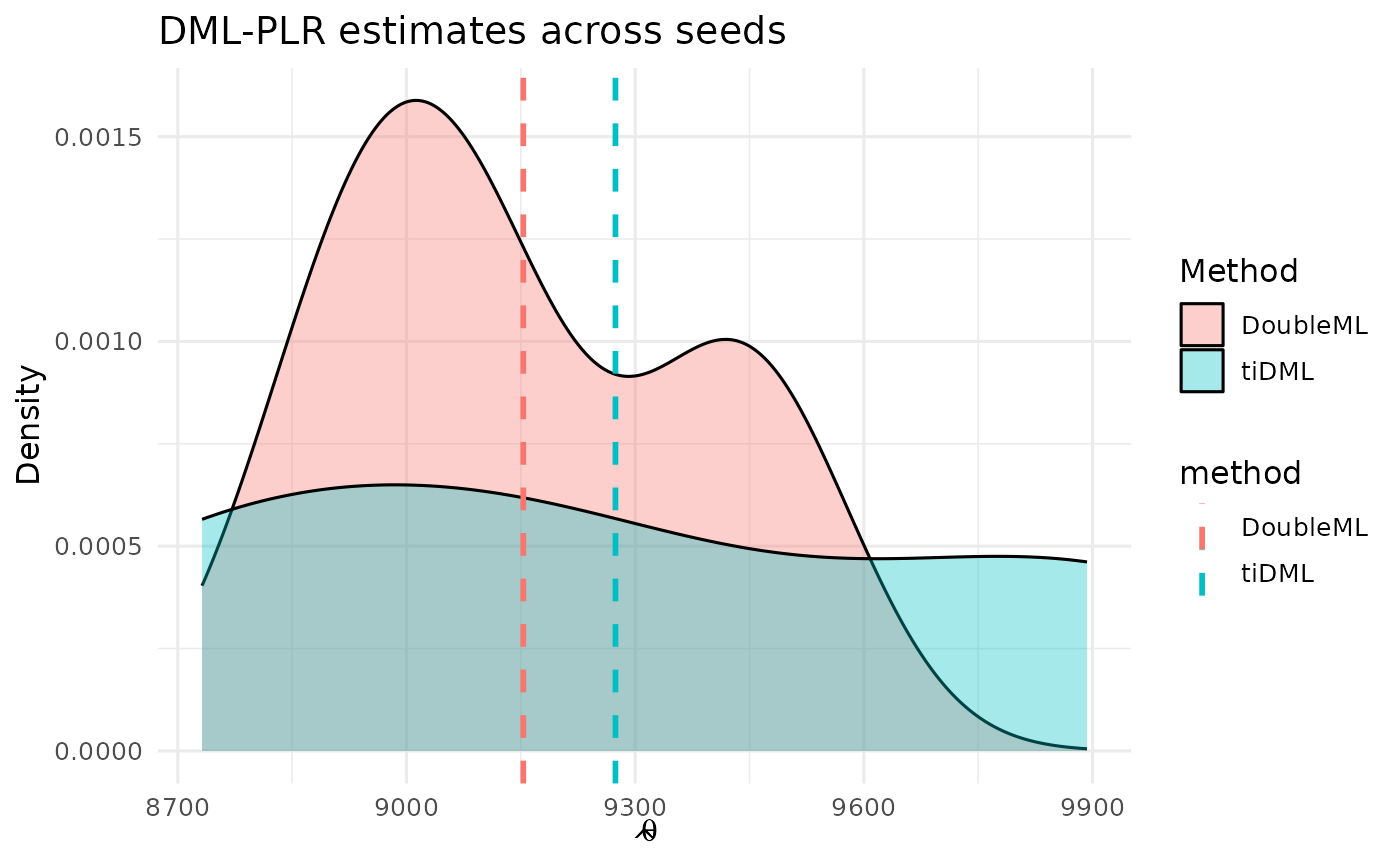 DML-PLR estimates across seeds
Density
0.0015
0.0010
0.0005
0.0000
8700 9000 9300 9600 9900
θ̂
Method
DoubleML
tiDML
method
DoubleML
tiDML